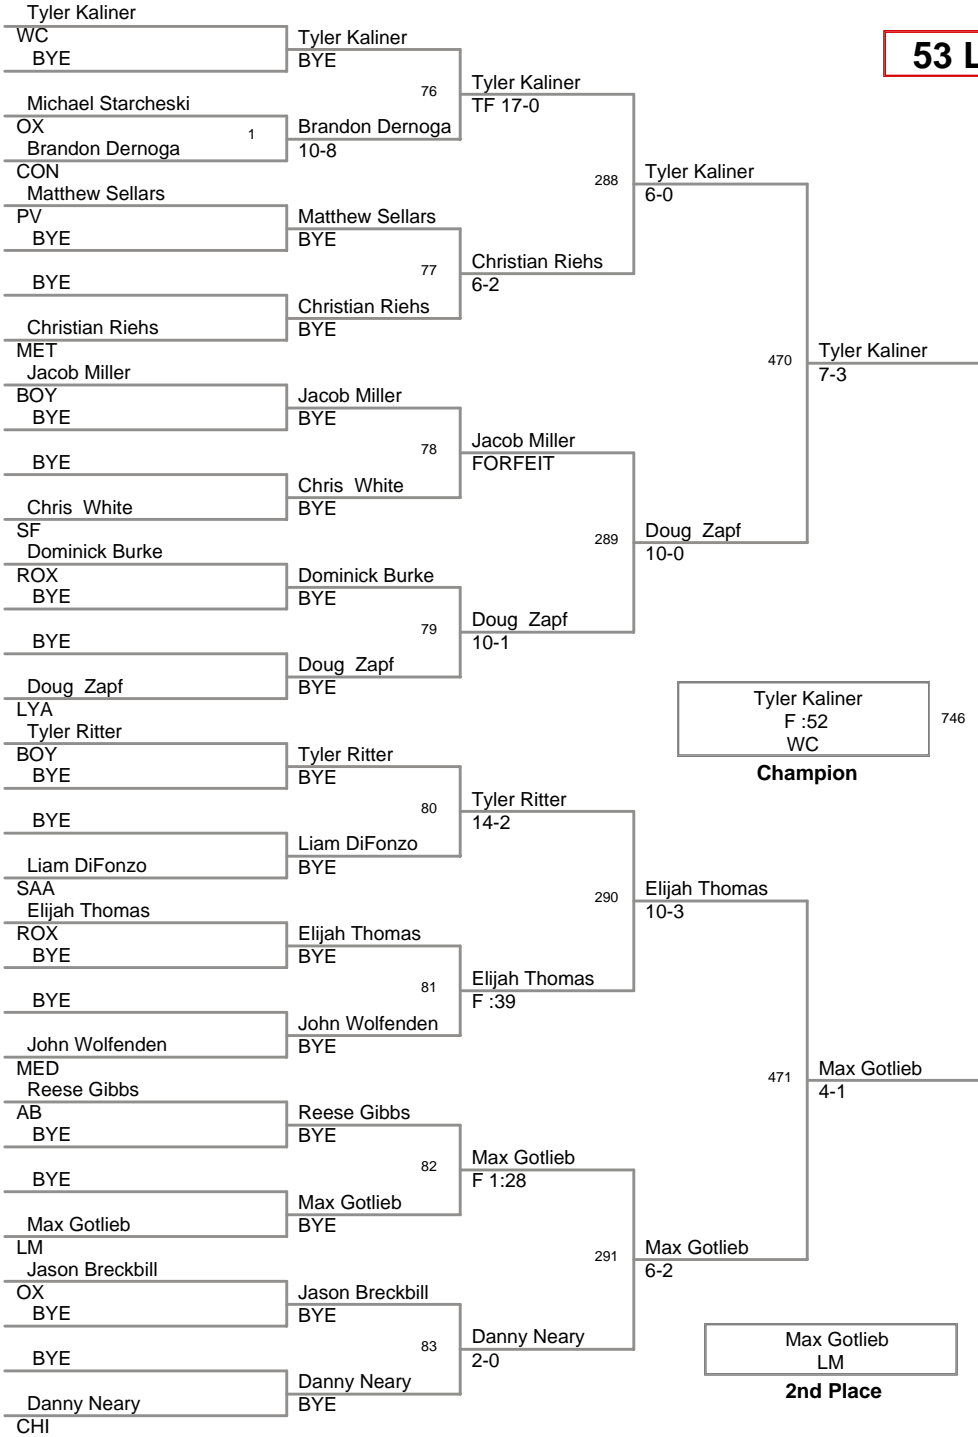 Tyler Kaliner
WC
BYE
Michael Starcheski
OX
Brandon Dernoga
CON
Matthew Sellars
PV
BYE
BYE
Christian Riehs
MET
Jacob Miller
BOY
BYE
BYE
Chris White
SF
Dominick Burke
ROX
BYE
BYE
Doug Zapf
LYA
Tyler Ritter
BOY
BYE
BYE
Liam DiFonzo
SAA
Elijah Thomas
ROX
BYE
BYE
John Wolfenden
MED
Reese Gibbs
AB
BYE
BYE
Max Gotlieb
LM
Jason Breckbill
OX
BYE
BYE
Danny Neary
CHI
1
Tyler Kaliner
BYE
Brandon Dernoga
10-8
Matthew Sellars
BYE
Christian Riehs
BYE
Jacob Miller
BYE
Chris White
BYE
Dominick Burke
BYE
Doug Zapf
BYE
Tyler Ritter
BYE
Liam DiFonzo
BYE
Elijah Thomas
BYE
John Wolfenden
BYE
Reese Gibbs
BYE
Max Gotlieb
BYE
Jason Breckbill
BYE
Danny Neary
BYE
76
77
78
79
80
81
82
83
Tyler Kaliner
TF 17-0
Christian Riehs
6-2
Jacob Miller
FORFEIT
Doug Zapf
10-1
Tyler Ritter
14-2
Elijah Thomas
F :39
Max Gotlieb
F 1:28
Danny Neary
2-0
288
289
290
291
Tyler Kaliner
6-0
Doug Zapf
10-0
Elijah Thomas
10-3
Max Gotlieb
6-2
470
471
Tyler Kaliner
7-3
Max Gotlieb
4-1
53 L
Tyler Kaliner
F :52
WC
746
Champion
Max Gotlieb
LM
2nd Place